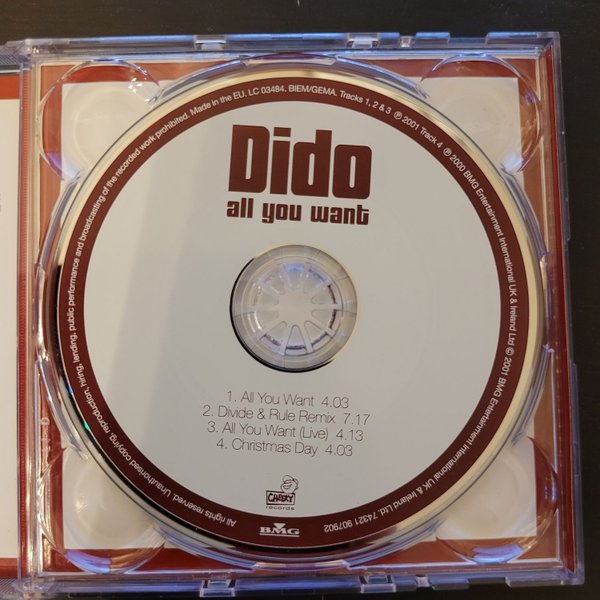 Dido
all you want
1. All You Want 4.03
2. Divide & Rule Remix 7.17
3. All You Want (Live) 4.13
4. Christmas Day 4.03
CHEEKY
records
BMG
All rights reserved. Unauthorised copying, reproduction, hiring, lending, public performance and broadcasting of the recorded work prohibited. Made in the EU. LC 03484. BIEM/GEMA. Tracks 1, 2 & 3 ℗ 2001 Track 4 ℗ 2000 BMG Entertainment International UK & Ireland Ltd © 2001 BMG Entertainment International UK & Ireland Ltd. 74321 907902